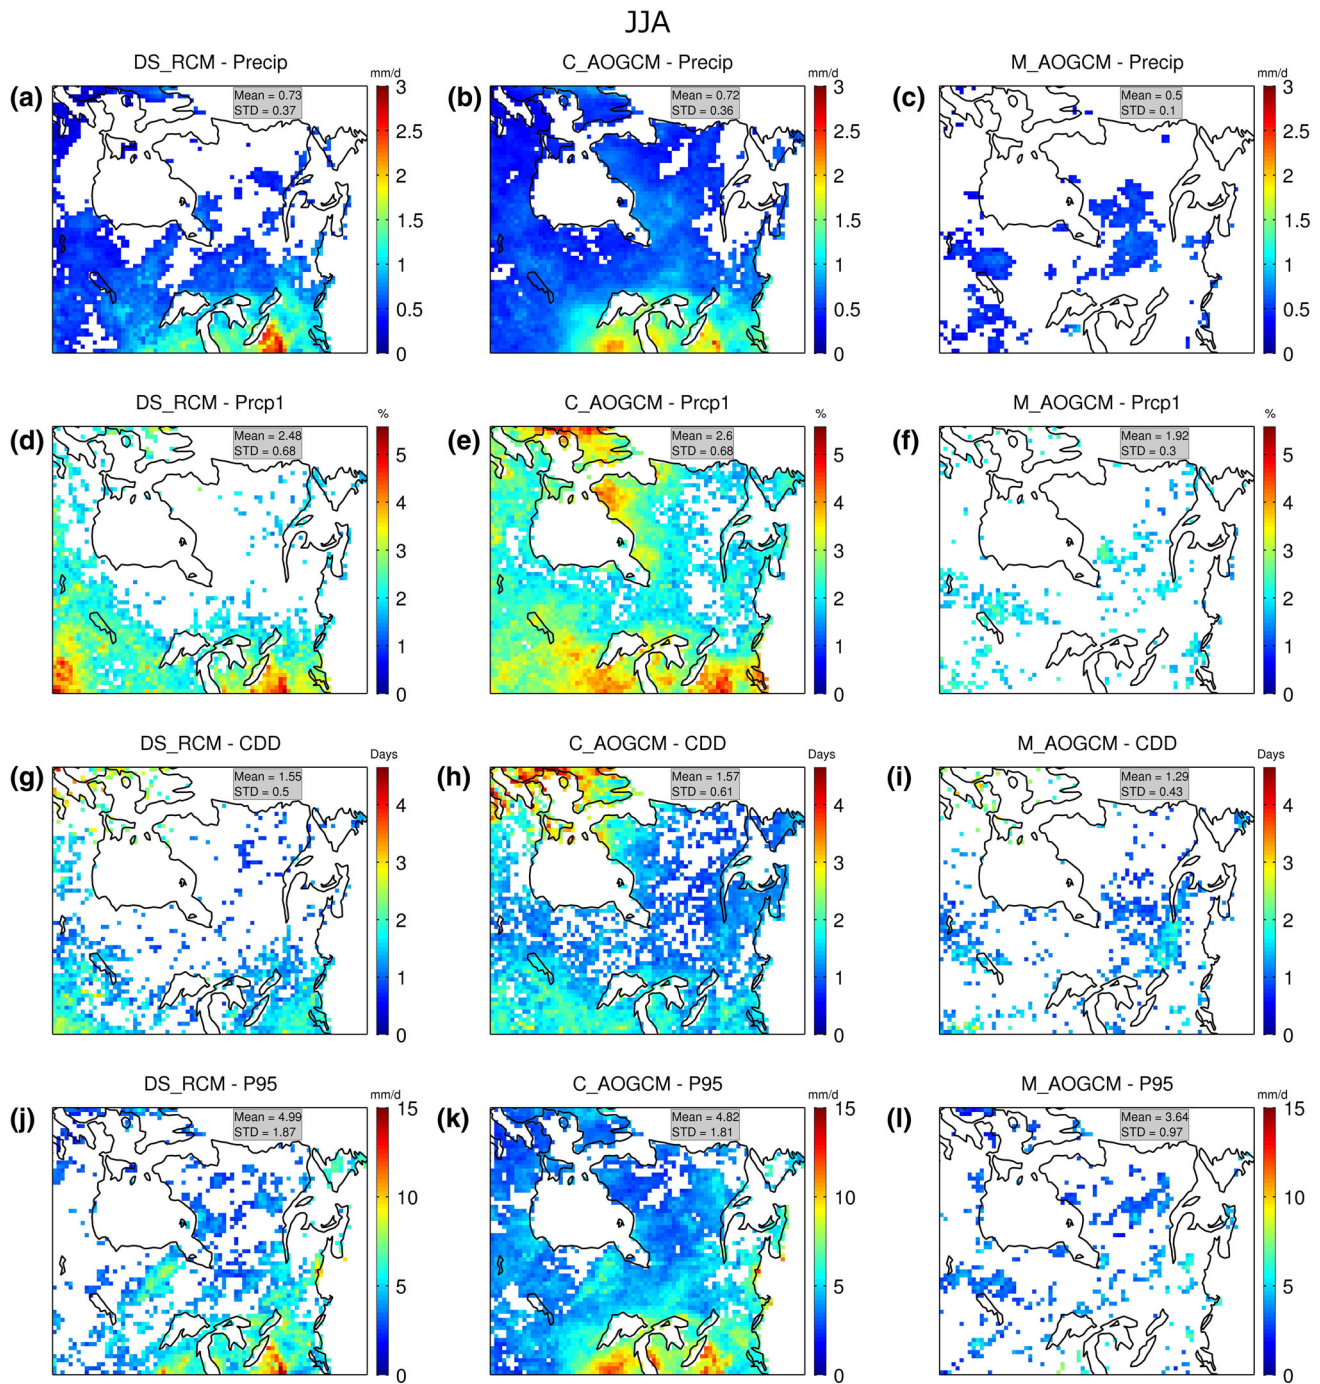 JJA
DS_RCM - Precip
C_AOGCM - Precip
M_AOGCM - Precip
(a)
Mean = 0.73
STD = 0.37
mm/d
3
2.5
2
1.5
1
0.5
0
(b)
Mean = 0.72
STD = 0.36
mm/d
3
2.5
2
1.5
1
0.5
0
(c)
Mean = 0.5
STD = 0.1
mm/d
3
2.5
2
1.5
1
0.5
0
DS_RCM - Prcp1
C_AOGCM - Prcp1
M_AOGCM - Prcp1
(d)
Mean = 2.48
STD = 0.68
%
5
4
3
2
1
0
(e)
Mean = 2.6
STD = 0.68
%
5
4
3
2
1
0
(f)
Mean = 1.92
STD = 0.3
%
5
4
3
2
1
0
DS_RCM - CDD
C_AOGCM - CDD
M_AOGCM - CDD
(g)
Mean = 1.55
STD = 0.5
Days
4
3
2
1
0
(h)
Mean = 1.57
STD = 0.61
Days
4
3
2
1
0
(i)
Mean = 1.29
STD = 0.43
Days
4
3
2
1
0
DS_RCM - P95
C_AOGCM - P95
M_AOGCM - P95
(j)
Mean = 4.99
STD = 1.87
mm/d
15
10
5
0
(k)
Mean = 4.82
STD = 1.81
mm/d
15
10
5
0
(l)
Mean = 3.64
STD = 0.97
mm/d
15
10
5
0